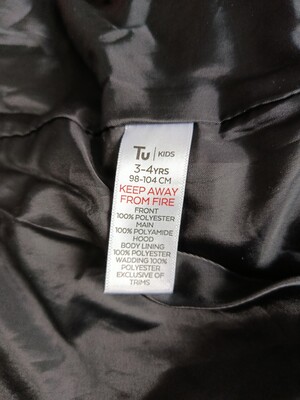 Tu | KIDS
3-4YRS
98-104 CM
KEEP AWAY
FROM FIRE
FRONT
100% POLYESTER
MAIN
100% POLYAMIDE
HOOD
BODY LINING
100% POLYESTER
WADDING 100%
POLYESTER
EXCLUSIVE OF
TRIMS